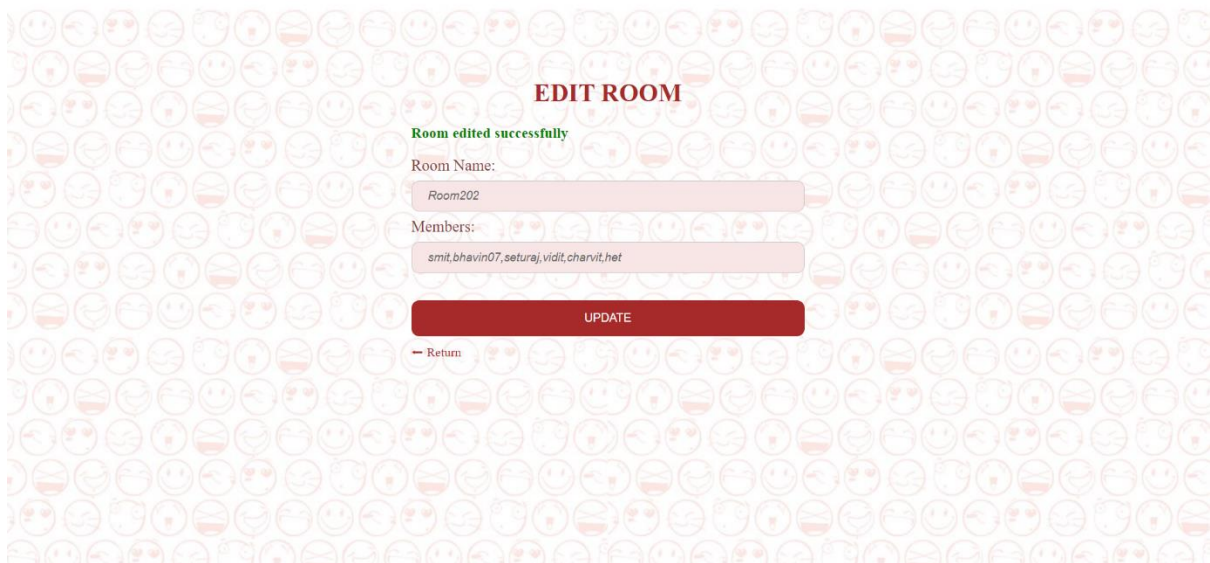 EDIT ROOM
Room edited successfully
Room Name:
Room202
Members:
smit,bhavin07,seturaj,vidit,charvit,het
UPDATE
← Return